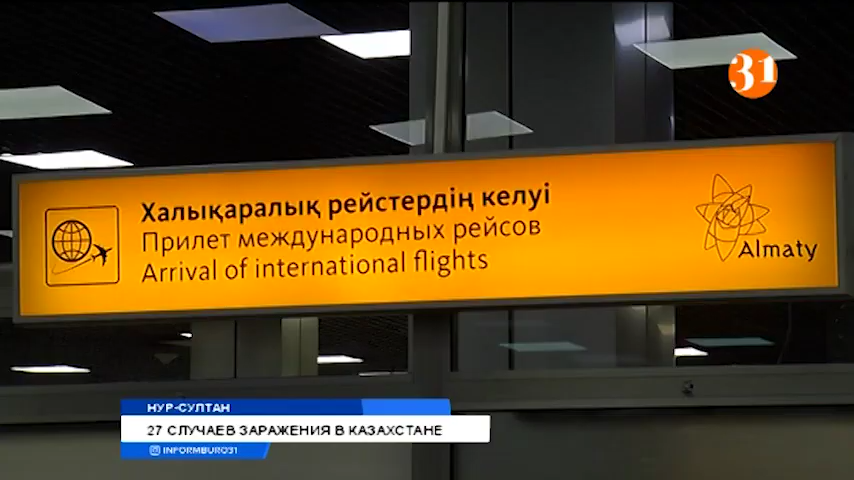 31
Халықаралық рейстердің келуі
Прилет международных рейсов
Arrival of international flights
Almaty
НУР-СУЛТАН
27 СЛУЧАЕВ ЗАРАЖЕНИЯ В КАЗАХСТАНЕ
INFORMBURO31